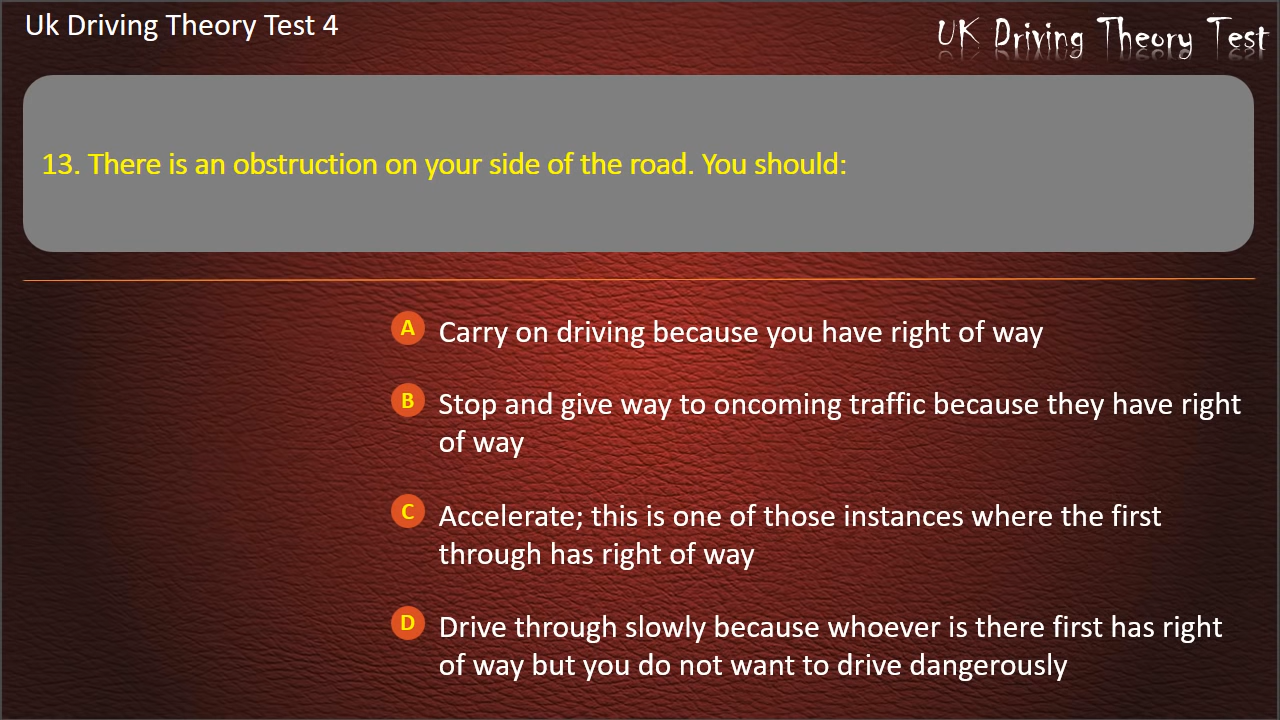 Uk Driving Theory Test 4
UK Driving Theory Test
13. There is an obstruction on your side of the road. You should:
A Carry on driving because you have right of way
B Stop and give way to oncoming traffic because they have right
of way
C Accelerate; this is one of those instances where the first
through has right of way
D Drive through slowly because whoever is there first has right
of way but you do not want to drive dangerously